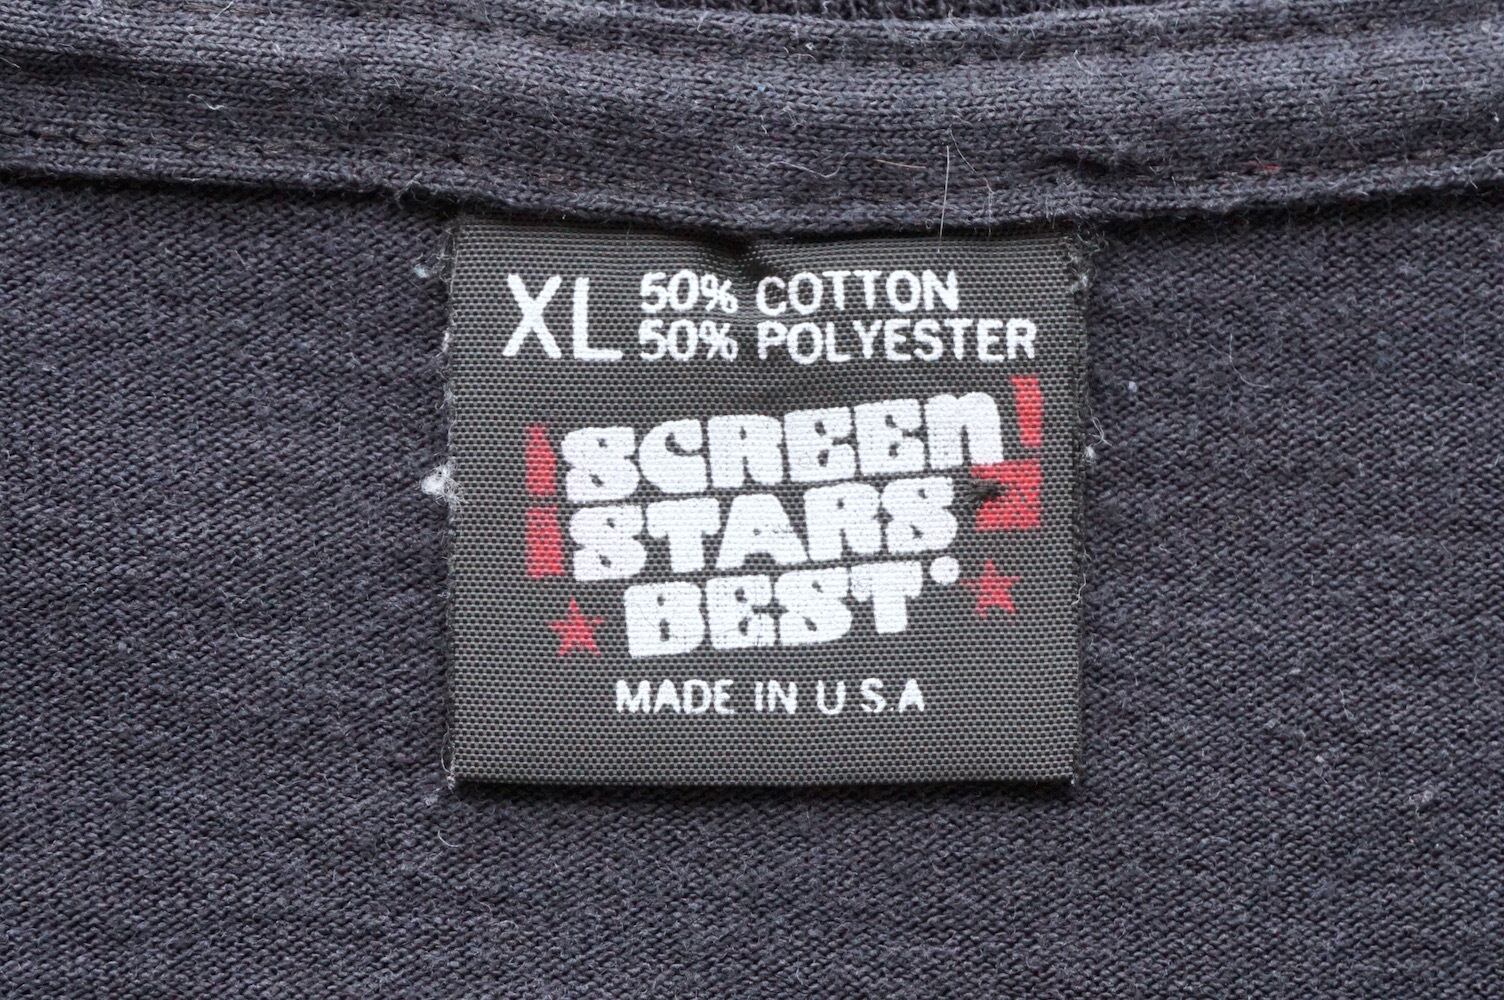 XL 50% COTTON
50% POLYESTER
SCREEN
STARS
BEST
MADE IN U S.A